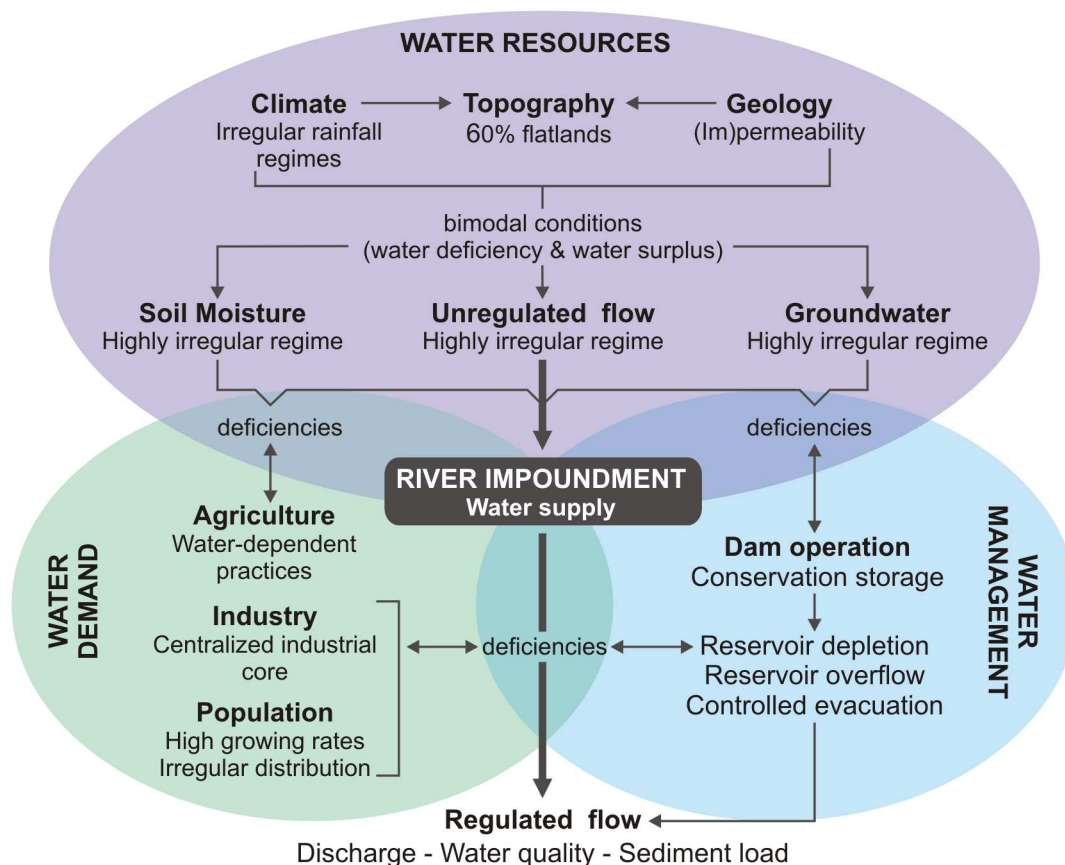 WATER RESOURCES
Climate
Irregular rainfall
regimes
Topography
60% flatlands
Geology
(Im)permeability
bimodal conditions
(water deficiency & water surplus)
Soil Moisture
Highly irregular regime
Unregulated flow
Highly irregular regime
Groundwater
Highly irregular regime
deficiencies
deficiencies
RIVER IMPOUNDMENT
Water supply
WATER
DEMAND
Agriculture
Water-dependent
practices
Industry
Centralized industrial
core
Population
High growing rates
Irregular distribution
deficiencies
WATER
MANAGEMENT
Dam operation
Conservation storage
Reservoir depletion
Reservoir overflow
Controlled evacuation
Regulated flow
Discharge - Water quality - Sediment load